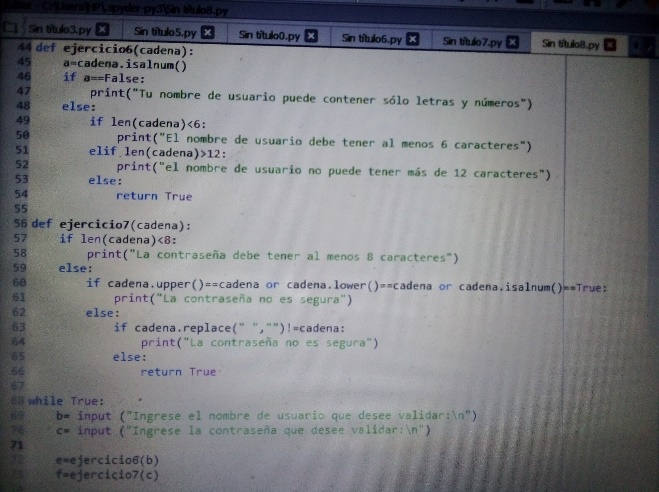 Sin título3.py Sin título5.py Sin título0.py Sin título6.py Sin título7.py Sin título8.py
44 def ejercicio6(cadena):
45 a=cadena.isalnum()
46 if a==False:
47 print("Tu nombre de usuario puede contener sólo letras y números")
48 else:
49 if len(cadena)<6:
50 print("El nombre de usuario debe tener al menos 6 caracteres")
51 elif len(cadena)>12:
52 print("el nombre de usuario no puede tener más de 12 caracteres")
53 else:
54 return True
55
56 def ejercicio7(cadena):
57 if len(cadena)<8:
58 print("La contraseña debe tener al menos 8 caracteres")
59 else:
60 if cadena.upper()==cadena or cadena.lower()==cadena or cadena.isalnum()==True:
61 print("La contraseña no es segura")
62 else:
63 if cadena.replace(" ","")!=cadena:
64 print("La contraseña no es segura")
65 else:
66 return True
67
68 while True:
69 b= input ("Ingrese el nombre de usuario que desee validar:\n")
70 c= input ("Ingrese la contraseña que desee validar:\n")
71
72 e=ejercicio6(b)
73 f=ejercicio7(c)